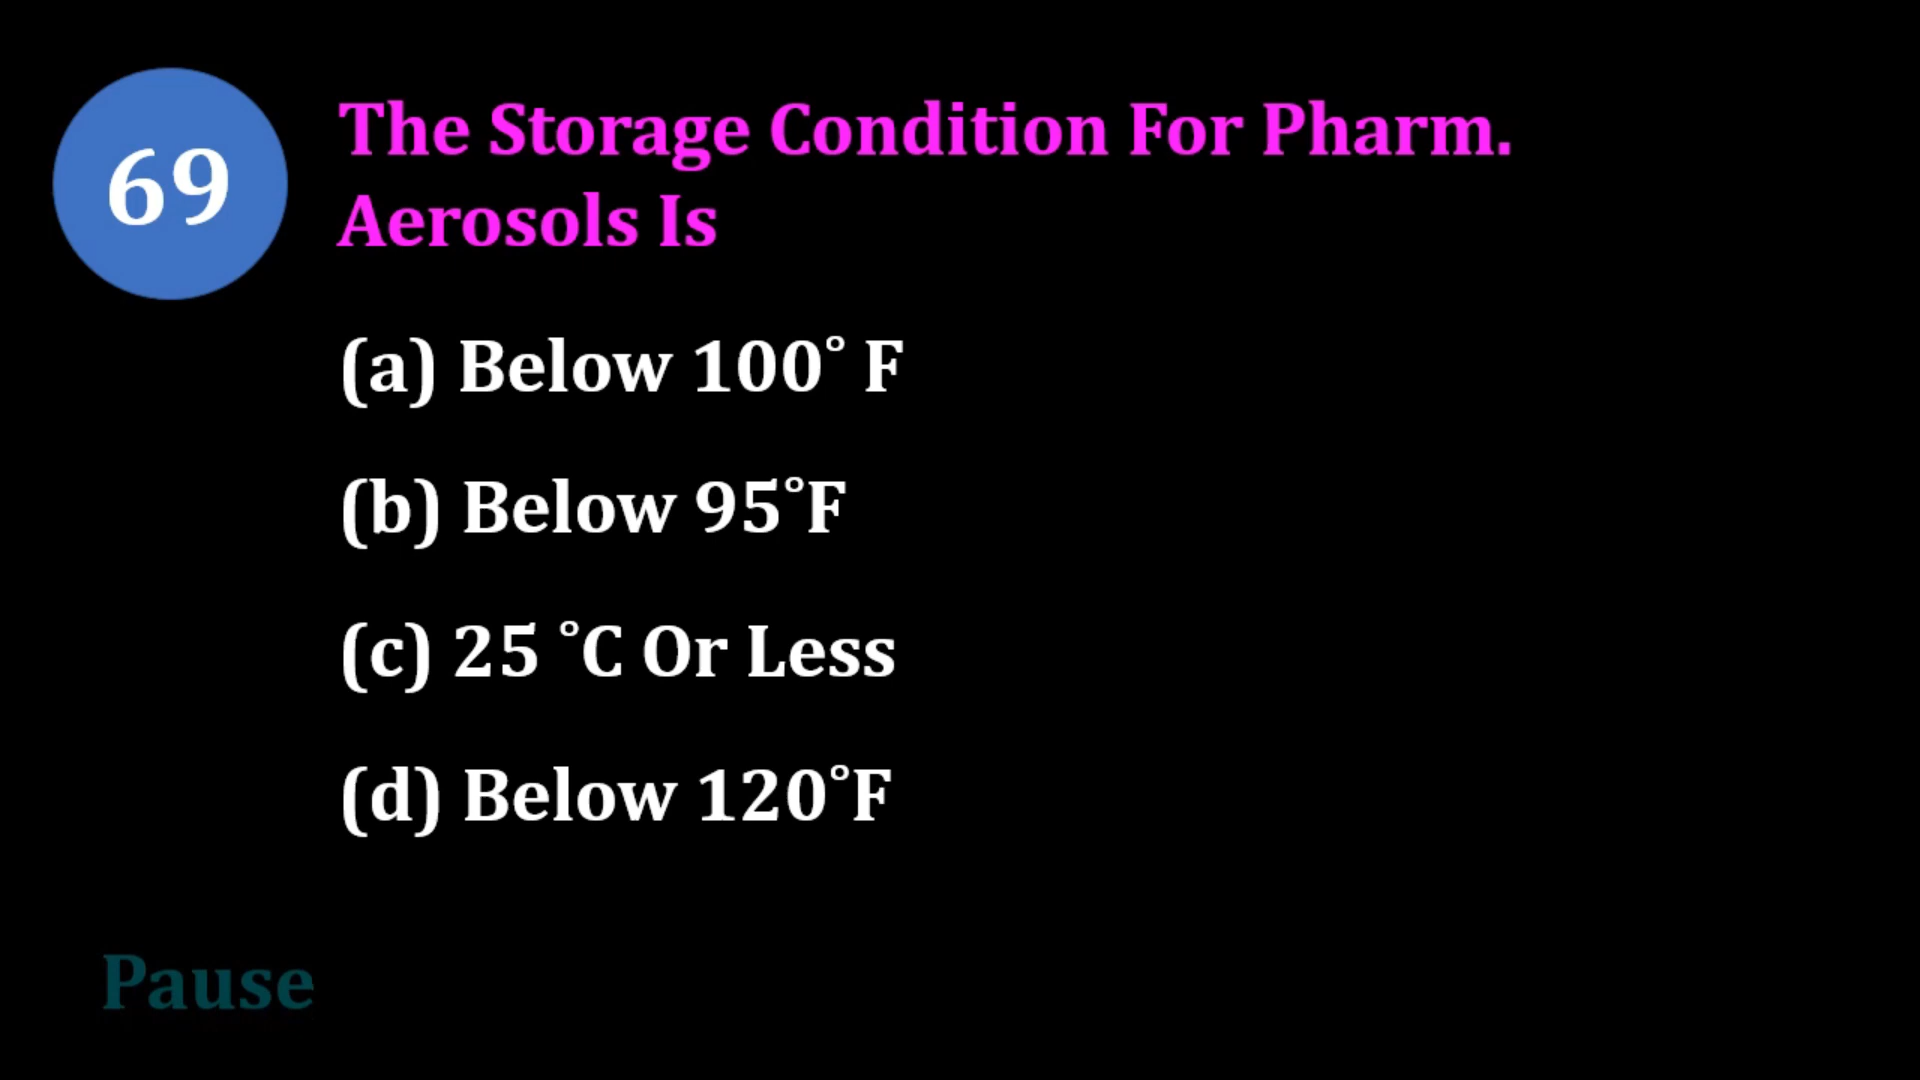 69
The Storage Condition For Pharm.
Aerosols Is
(a) Below 100˚ F
(b) Below 95˚F
(c) 25 ˚C Or Less
(d) Below 120˚F
Pause